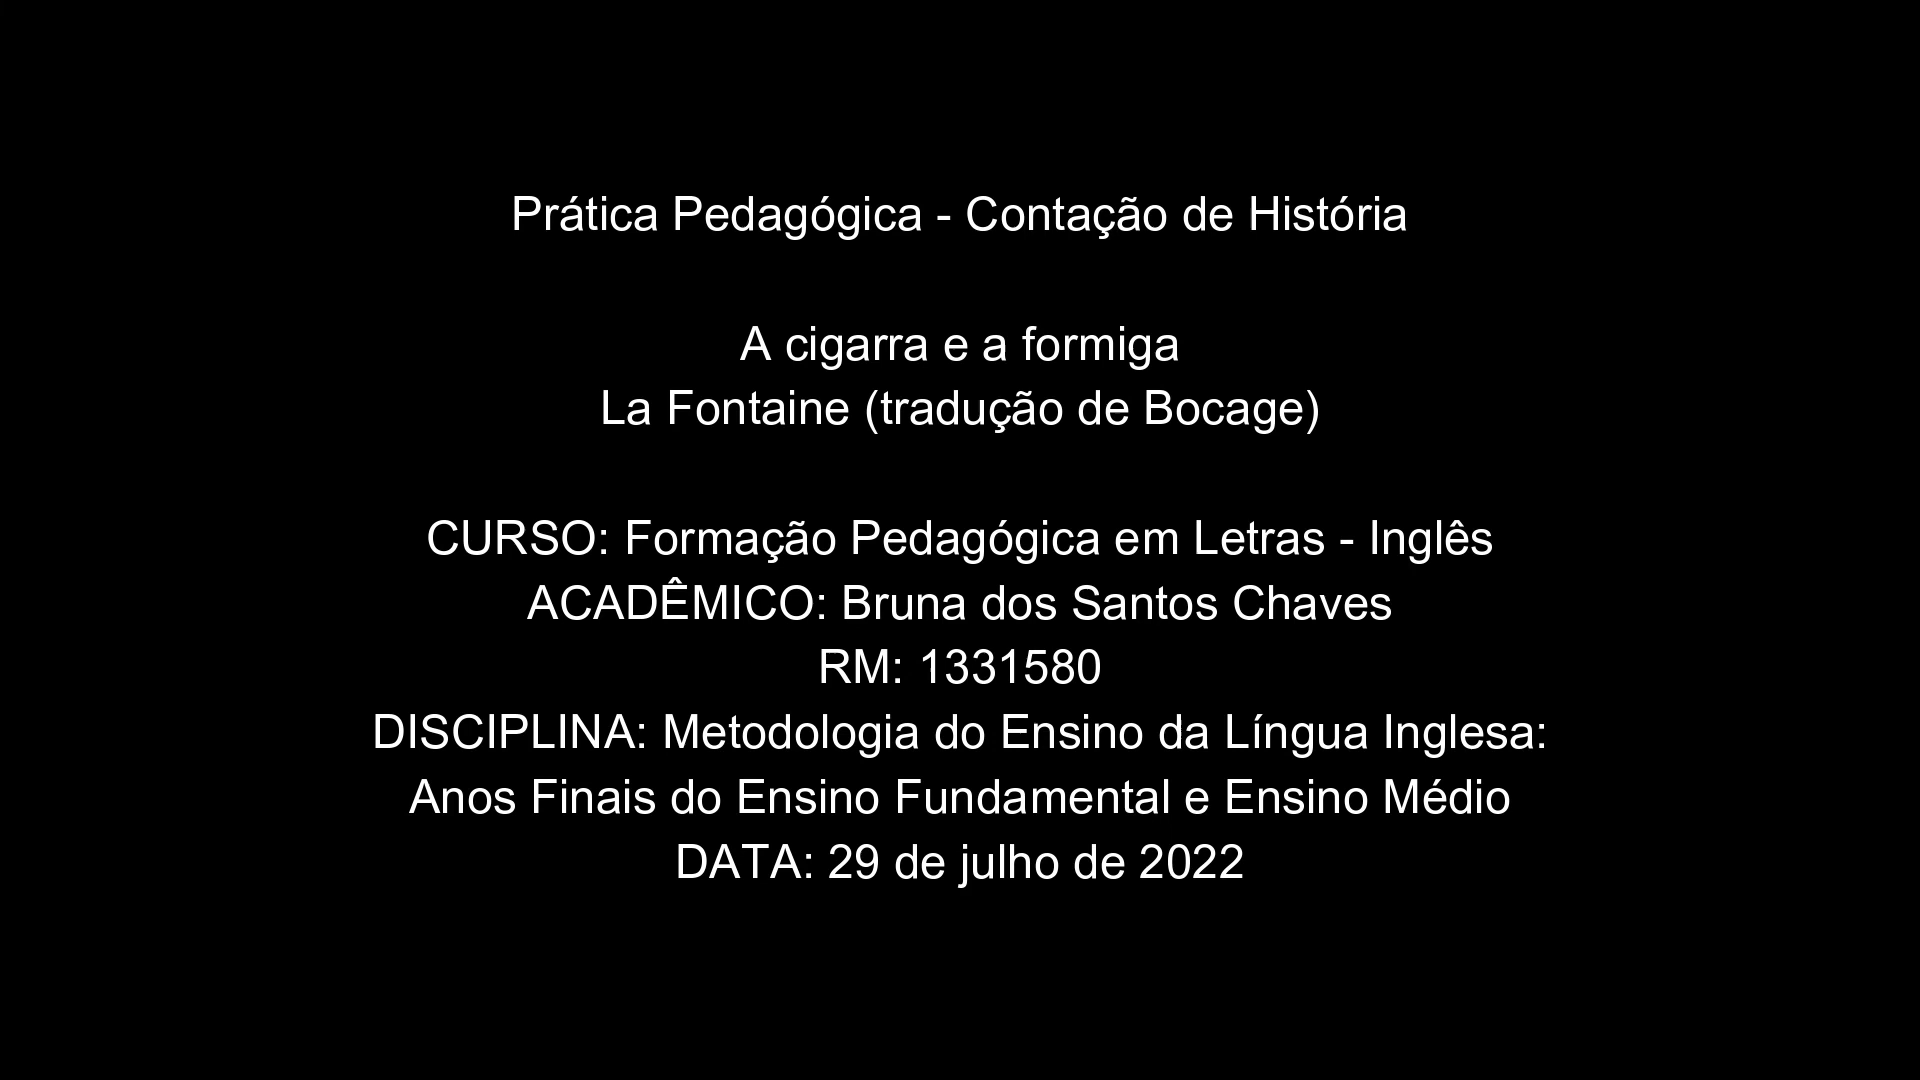 Prática Pedagógica - Contação de História
A cigarra e a formiga
La Fontaine (tradução de Bocage)
CURSO: Formação Pedagógica em Letras - Inglês
ACADÊMICO: Bruna dos Santos Chaves
RM: 1331580
DISCIPLINA: Metodologia do Ensino da Língua Inglesa:
Anos Finais do Ensino Fundamental e Ensino Médio
DATA: 29 de julho de 2022